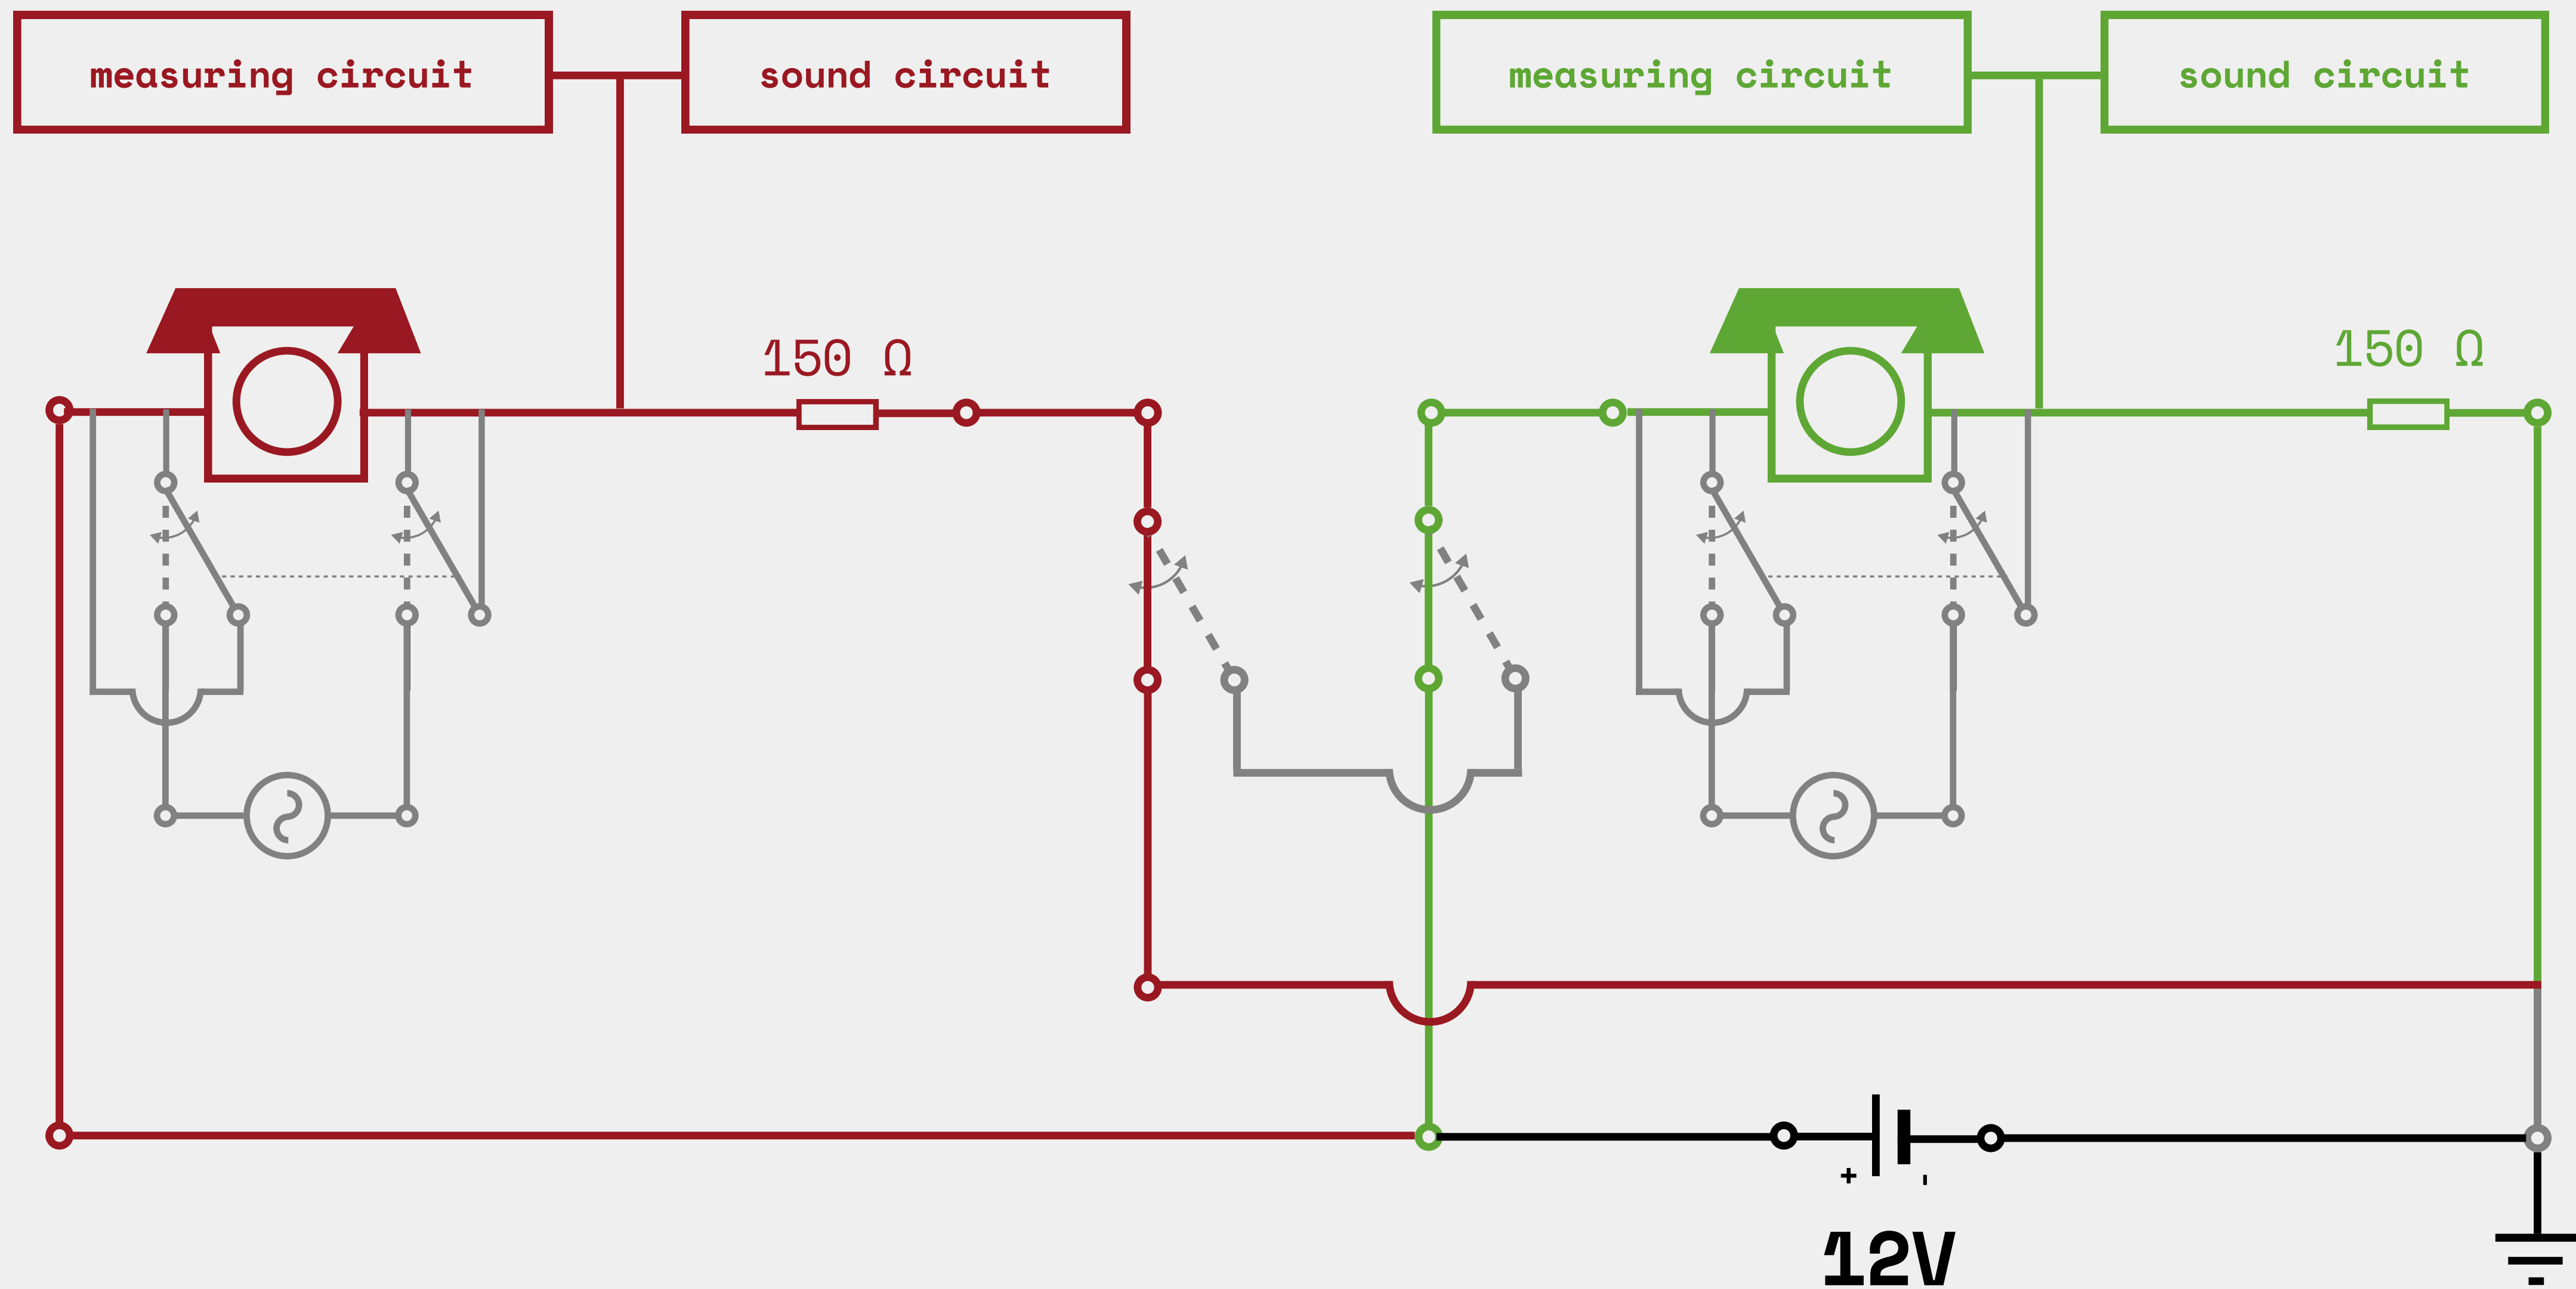 measuring circuit
sound circuit
measuring circuit
sound circuit
150 Ω
150 Ω
+ -
12V